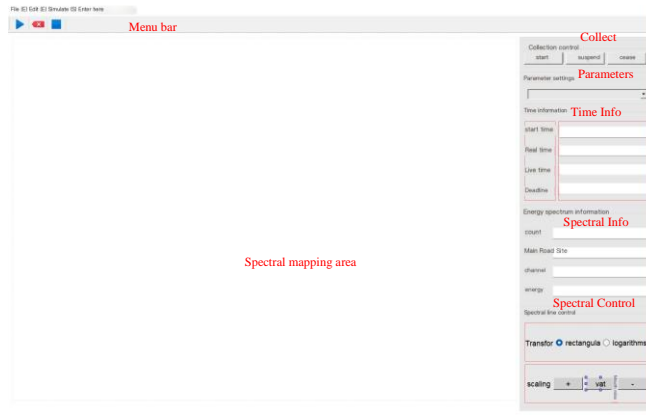 File (E) Edit (E) Simulate (S) Enter here
Menu bar
Collect
Collection control
start suspend cease
Parameter settings Parameters
Time information Time Info
start time
Real time
Live time
Deadline
Energy spectrum information
Spectral Info
count
Main Road Site
channel
energy
Spectral mapping area
Spectral Control
Spectral line control
Transfor rectangula logarithms
scaling + vat -